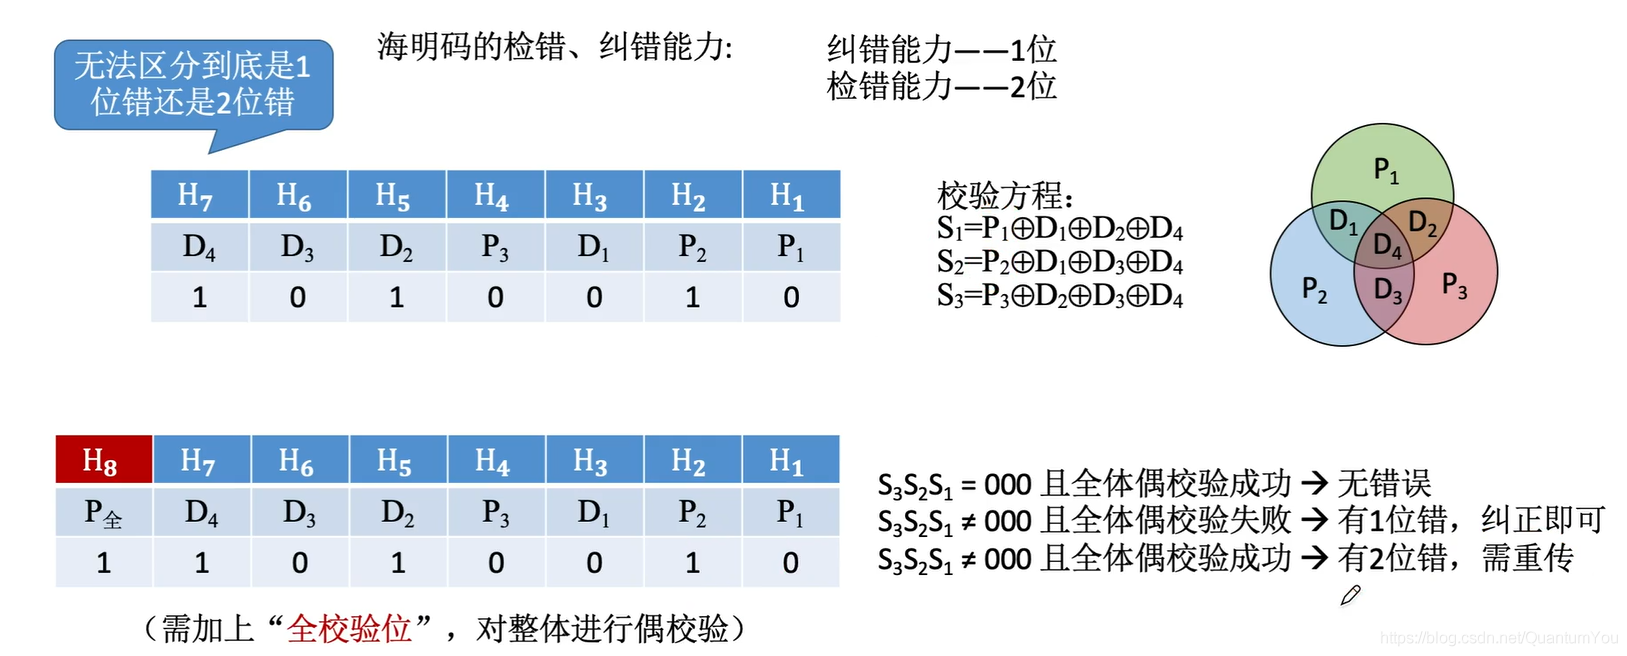 海明码的检错、纠错能力:
纠错能力——1位
检错能力——2位
无法区分到底是1
位错还是2位错
H₇ H₆ H₅ H₄ H₃ H₂ H₁
D₄ D₃ D₂ P₃ D₁ P₂ P₁
1 0 1 0 0 1 0
校验方程：
S₁=P₁⊕D₁⊕D₂⊕D₄
S₂=P₂⊕D₁⊕D₃⊕D₄
S₃=P₃⊕D₂⊕D₃⊕D₄
P₁
D₁ D₂
D₄
P₂ D₃ P₃
H₈ H₇ H₆ H₅ H₄ H₃ H₂ H₁
P全 D₄ D₃ D₂ P₃ D₁ P₂ P₁
1 1 0 1 0 0 1 0
S₃S₂S₁ = 000 且全体偶校验成功 → 无错误
S₃S₂S₁ ≠ 000 且全体偶校验失败 → 有1位错，纠正即可
S₃S₂S₁ ≠ 000 且全体偶校验成功 → 有2位错，需重传
（需加上“全校验位”，对整体进行偶校验）
https://blog.csdn.net/QuantumYou